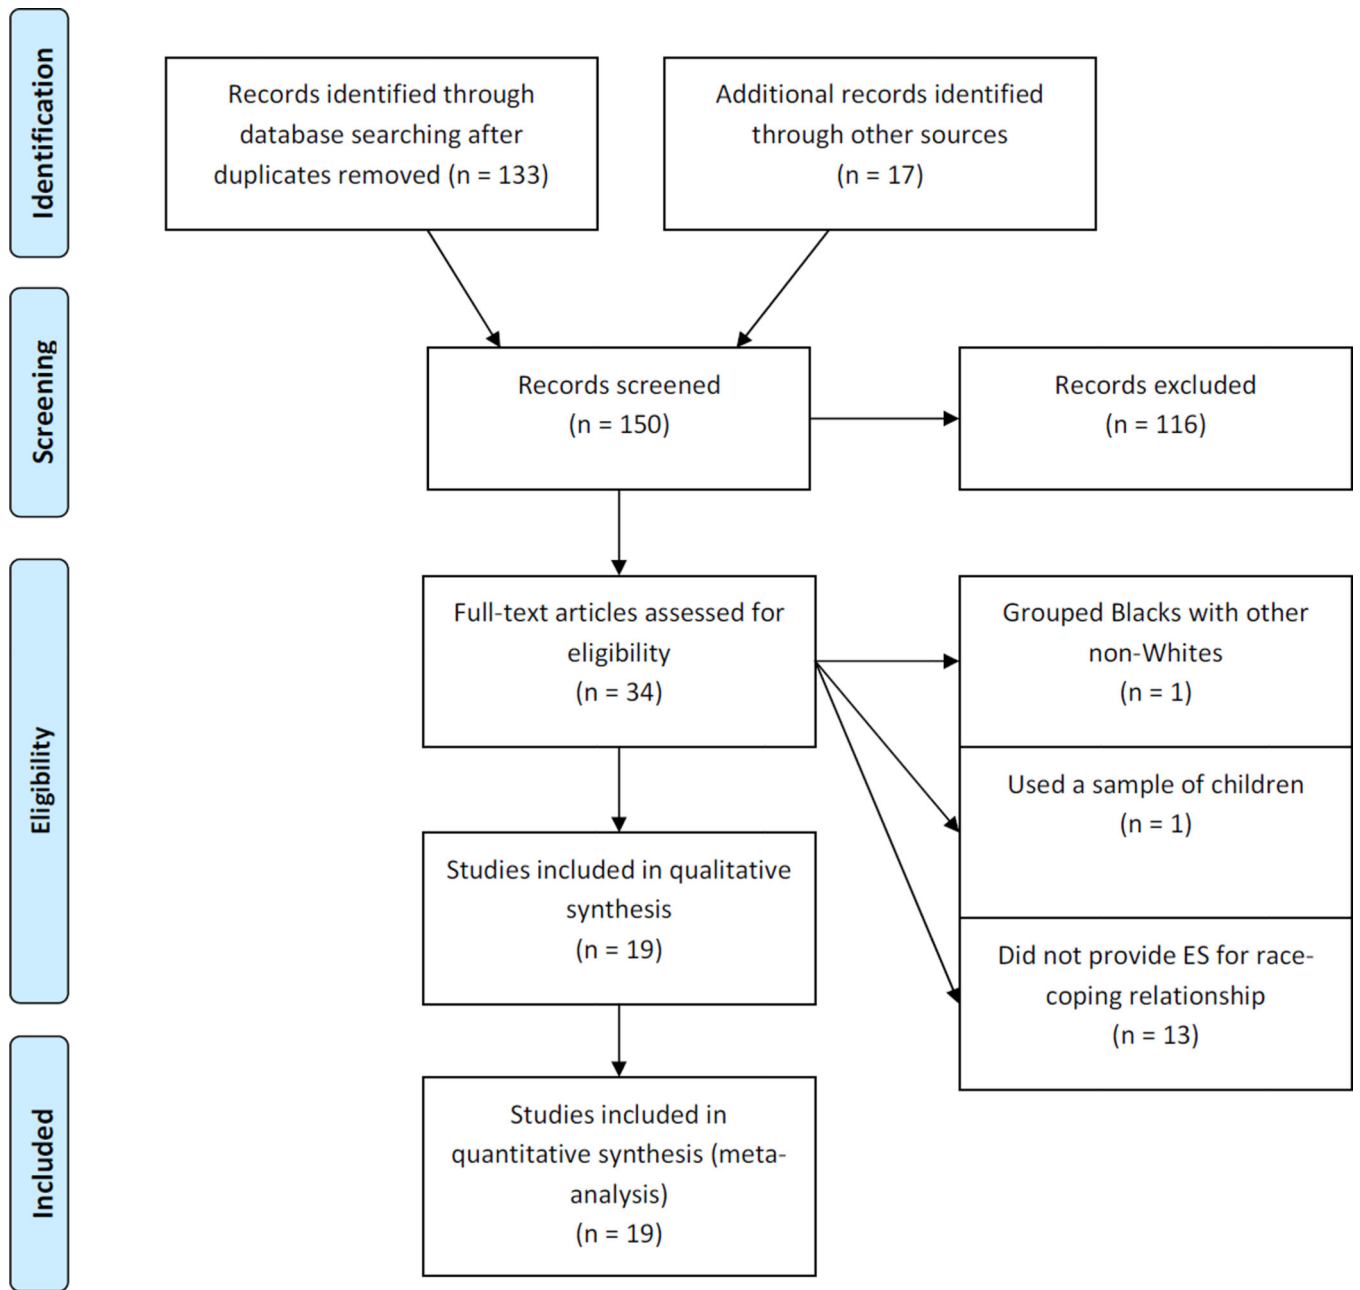 Identification
Records identified through
database searching after
duplicates removed (n = 133)
Additional records identified
through other sources
(n = 17)
Screening
Records screened
(n = 150)
Records excluded
(n = 116)
Eligibility
Full-text articles assessed for
eligibility
(n = 34)
Grouped Blacks with other
non-Whites
(n = 1)
Used a sample of children
(n = 1)
Did not provide ES for race-
coping relationship
(n = 13)
Studies included in qualitative
synthesis
(n = 19)
Included
Studies included in
quantitative synthesis (meta-
analysis)
(n = 19)